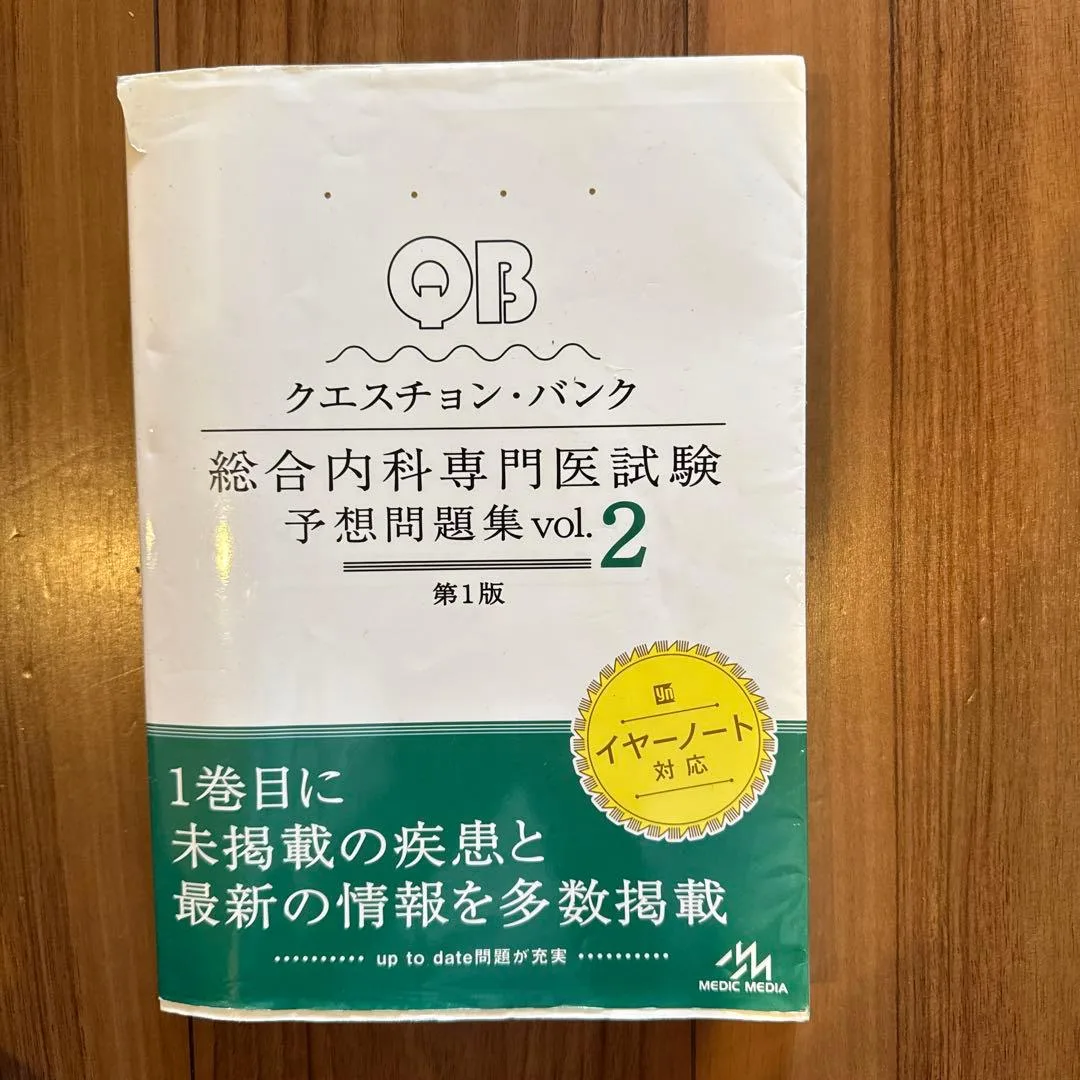 QB
クエスチョン・バンク
総合内科専門医試験
予想問題集 vol.2
第1版
yn
イヤーノート
対応
1巻目に
未掲載の疾患と
最新の情報を多数掲載
up to date問題が充実
MEDIC MEDIA